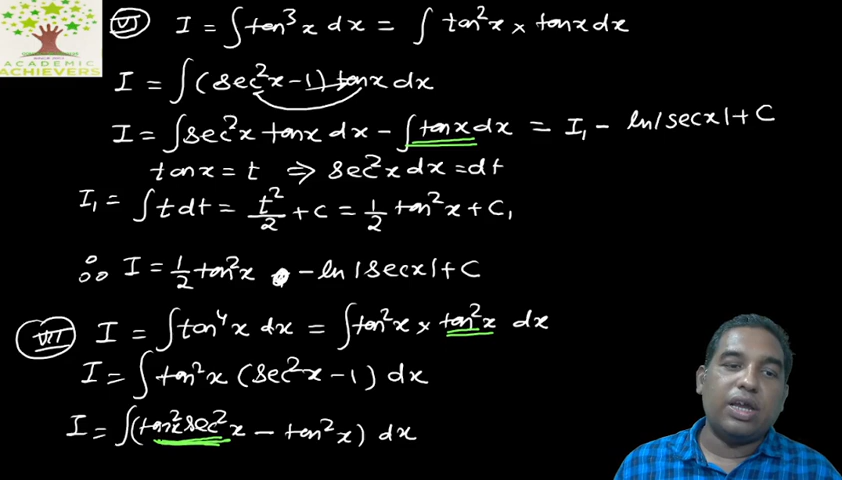 ACADEMIC
ACHIEVERS
VI I = ∫tan³x dx = ∫ tan²x × tanx dx
I = ∫(sec²x - 1) tanx dx
I = ∫sec²x tanx dx - ∫tanx dx = I₁ - ln|secx| + C
tanx = t ⇒ sec²x dx = dt
I₁ = ∫t dt = t²/2 + c = 1/2 tan²x + C₁
∴ I = 1/2 tan²x - ln|secx| + C
VII I = ∫tan⁴x dx = ∫tan²x × tan²x dx
I = ∫tan²x (sec²x - 1) dx
I = ∫(tan²x sec²x - tan²x) dx